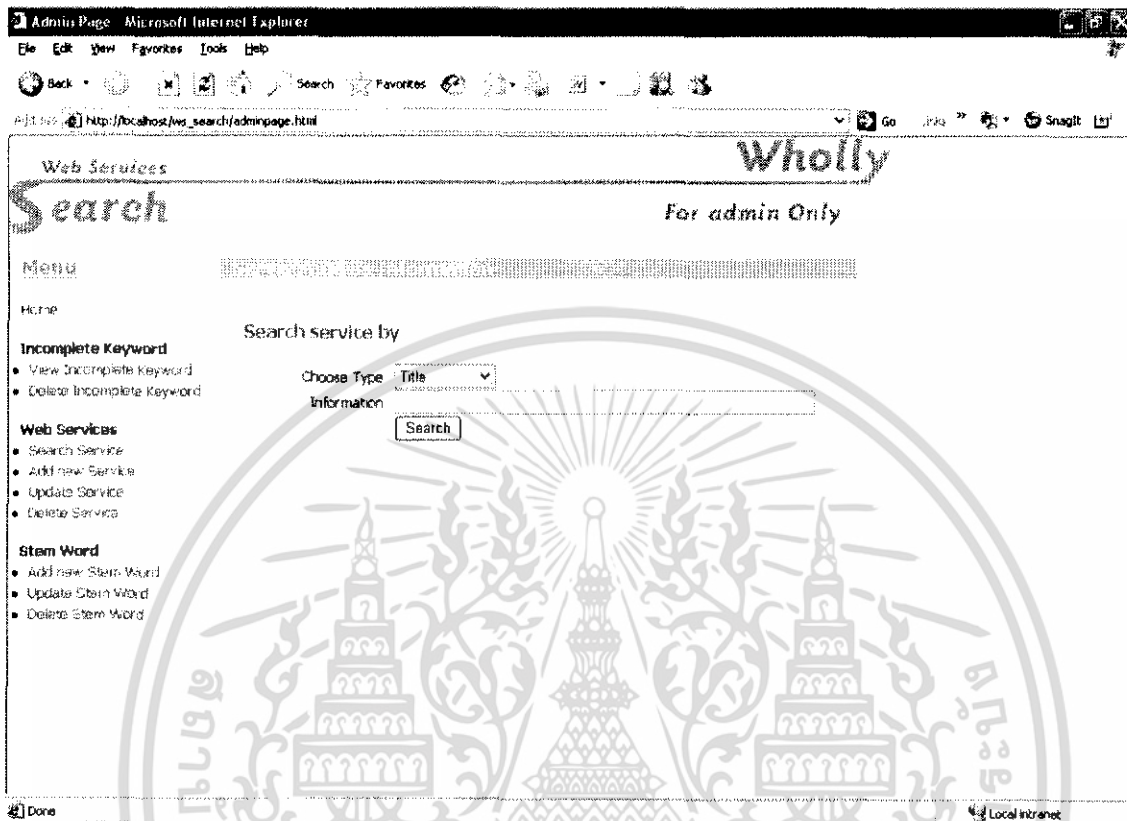 Admin Page Microsoft Internet Explorer
File Edit View Favorites Tools Help
Back Search Favorites
http://localhost/ws_search/adminpage.html Go Links » SnagIt
Web Services Wholly
Search For admin Only
Menu
Home
Search service by
Incomplete Keyword
• View Incomplete Keyword
• Delete Incomplete Keyword
Choose Type Title
Information
Search
Web Services
• Search Service
• Add new Service
• Update Service
• Delete Service
Stem Word
• Add new Stem Word
• Update Stem Word
• Delete Stem Word
Done Local intranet